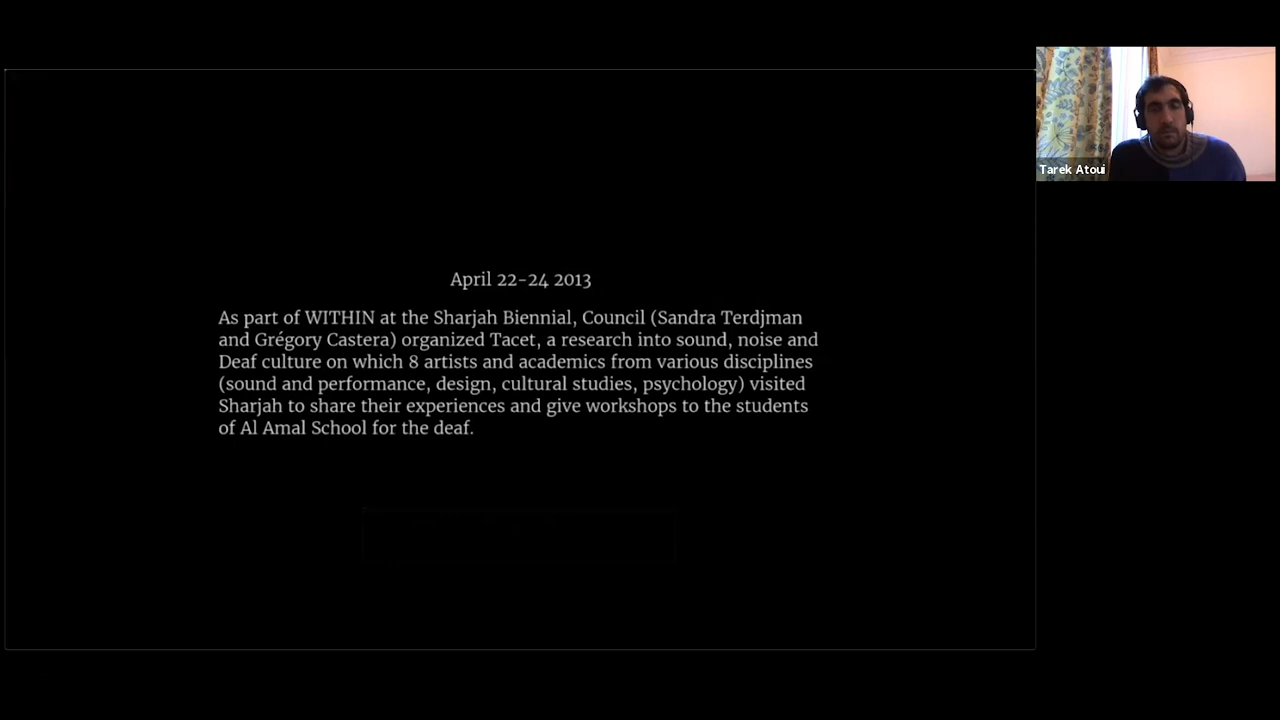 April 22-24 2013
As part of WITHIN at the Sharjah Biennial, Council (Sandra Terdjman
and Grégory Castera) organized Tacet, a research into sound, noise and
Deaf culture on which 8 artists and academics from various disciplines
(sound and performance, design, cultural studies, psychology) visited
Sharjah to share their experiences and give workshops to the students
of Al Amal School for the deaf.
Tarek Atoui